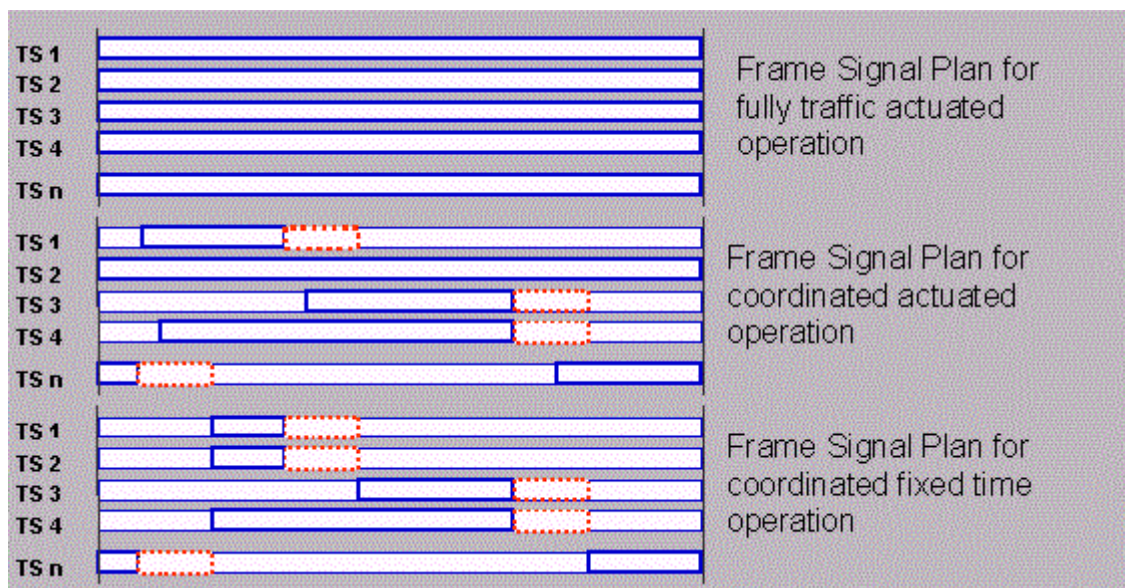 TS 1
TS 2
TS 3
TS 4
TS n
Frame Signal Plan for
fully traffic actuated
operation
TS 1
TS 2
TS 3
TS 4
TS n
Frame Signal Plan for
coordinated actuated
operation
TS 1
TS 2
TS 3
TS 4
TS n
Frame Signal Plan for
coordinated fixed time
operation